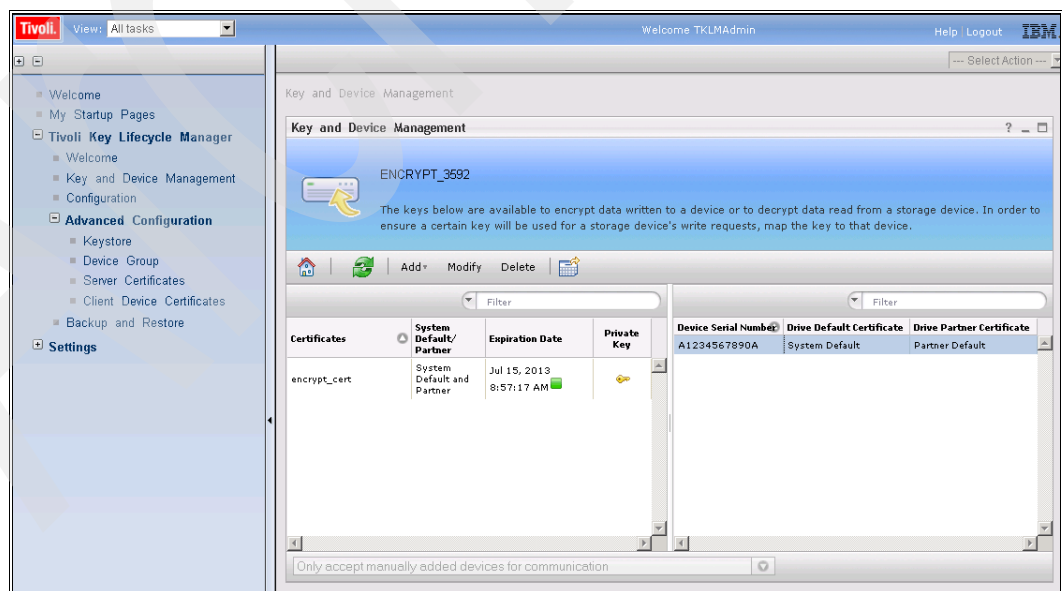 Tivoli. View: All tasks Welcome TKLMAdmin Help | Logout IBM.
--- Select Action ---
Welcome
My Startup Pages
Tivoli Key Lifecycle Manager
Welcome
Key and Device Management
Configuration
Advanced Configuration
Keystore
Device Group
Server Certificates
Client Device Certificates
Backup and Restore
Settings
Key and Device Management
Key and Device Management
ENCRYPT_3592
The keys below are available to encrypt data written to a device or to decrypt data read from a storage device. In order to
ensure a certain key will be used for a storage device's write requests, map the key to that device.
Add Modify Delete
Filter
Certificates System Default/ Partner Expiration Date Private Key
encrypt_cert System Default and Partner Jul 15, 2013 8:57:17 AM
Filter
Device Serial Number Drive Default Certificate Drive Partner Certificate
A1234567890A System Default Partner Default
Only accept manually added devices for communication